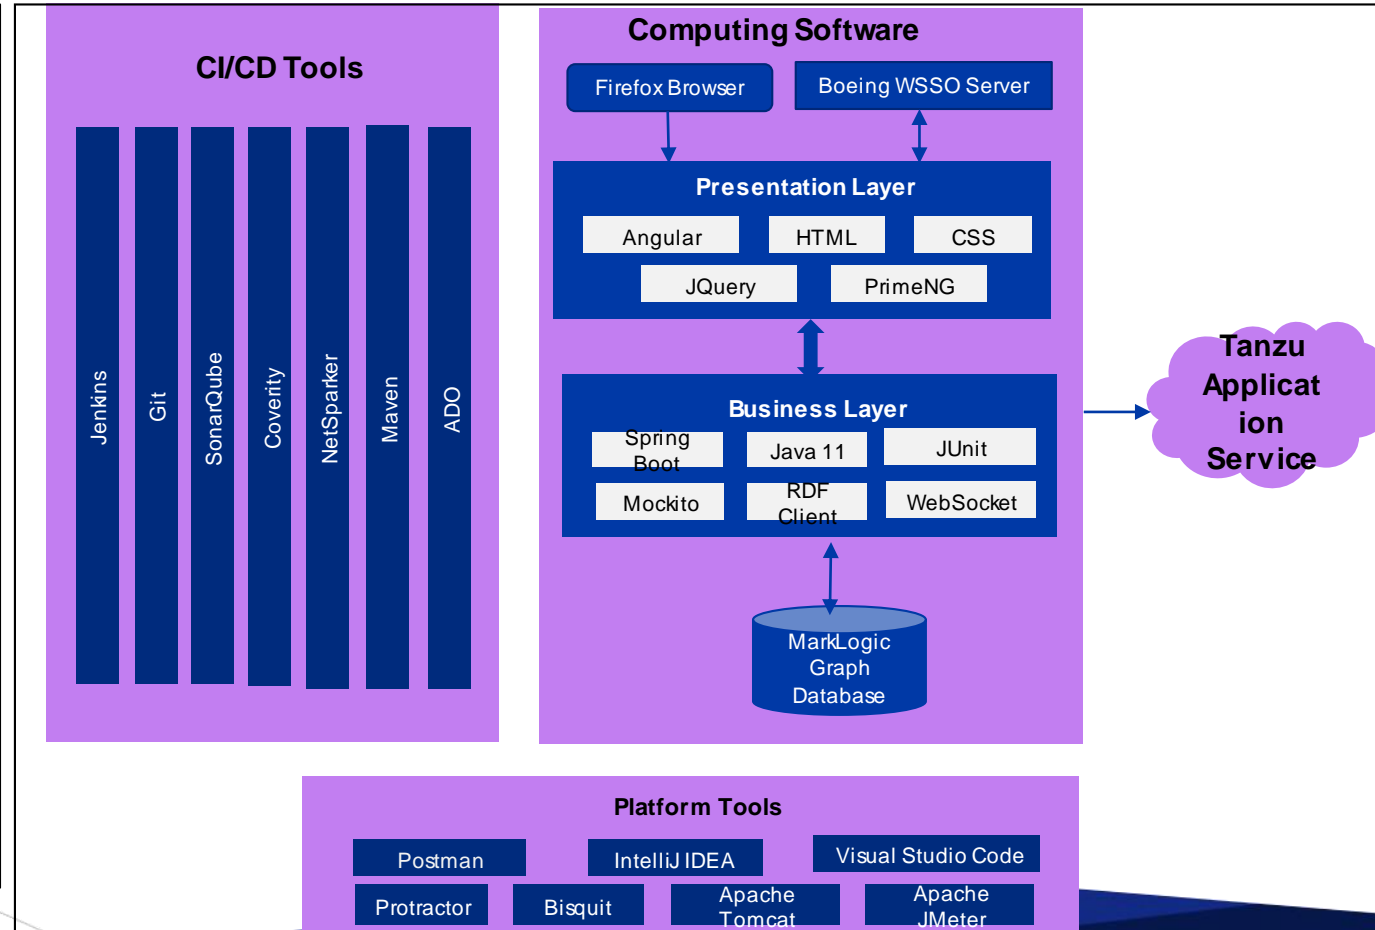 CI/CD Tools
Jenkins
Git
SonarQube
Coverity
NetSparker
Maven
ADO
Computing Software
Firefox Browser
Boeing WSSO Server
Presentation Layer
Angular
HTML
CSS
JQuery
PrimeNG
Business Layer
Spring
Boot
Java 11
JUnit
Mockito
RDF
Client
WebSocket
MarkLogic
Graph
Database
Tanzu
Applicat
ion
Service
Platform Tools
Postman
IntelliJ IDEA
Visual Studio Code
Protractor
Bisquit
Apache
Tomcat
Apache
JMeter